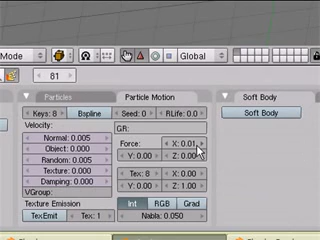 Mode
Global
81
Particles
Particle Motion
Soft Body
Keys: 8
Bspline
Seed: 0
RLife: 0.0
Soft Body
Velocity:
GR:
Normal: 0.005
Force:
X: 0.01
Object: 0.000
Y: 0.00
Z: 0.00
Random: 0.005
Texture: 0.000
Tex: 8
X: 0.00
Damping: 0.000
Y: 0.00
Z: 1.00
VGroup:
Texture Emission
Int
RGB
Grad
TexEmit
Tex: 1
Nabla: 0.050